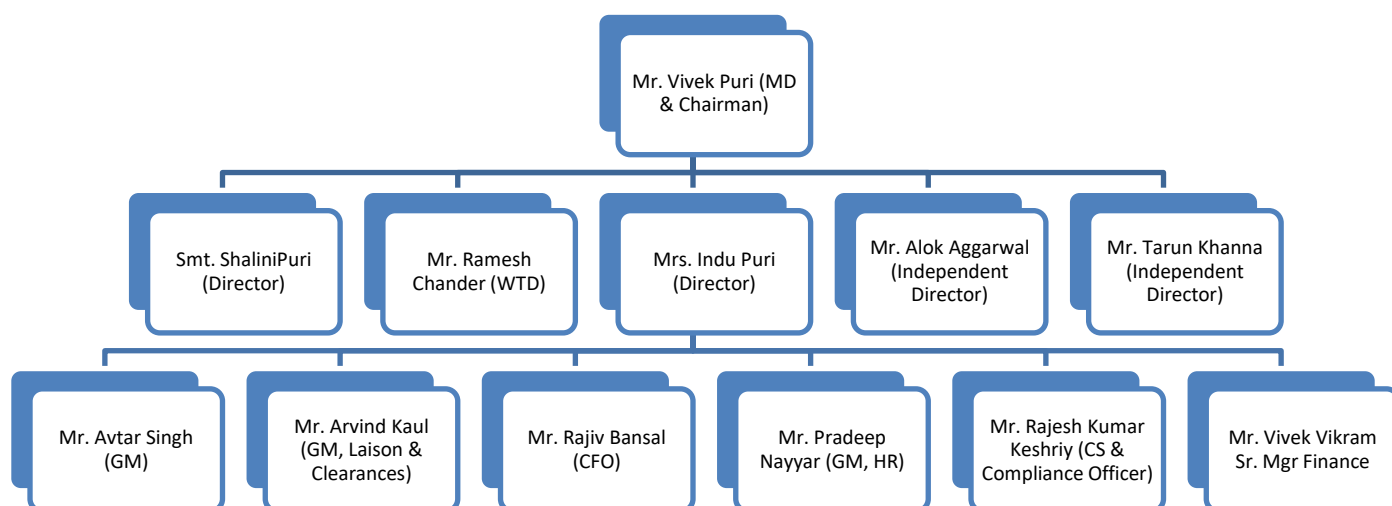 Mr. Vivek Puri (MD
& Chairman)
Smt. ShaliniPuri
(Director)
Mr. Ramesh
Chander (WTD)
Mrs. Indu Puri
(Director)
Mr. Alok Aggarwal
(Independent
Director)
Mr. Tarun Khanna
(Independent
Director)
Mr. Avtar Singh
(GM)
Mr. Arvind Kaul
(GM, Laison &
Clearances)
Mr. Rajiv Bansal
(CFO)
Mr. Pradeep
Nayyar (GM, HR)
Mr. Rajesh Kumar
Keshriy (CS &
Compliance Officer)
Mr. Vivek Vikram
Sr. Mgr Finance